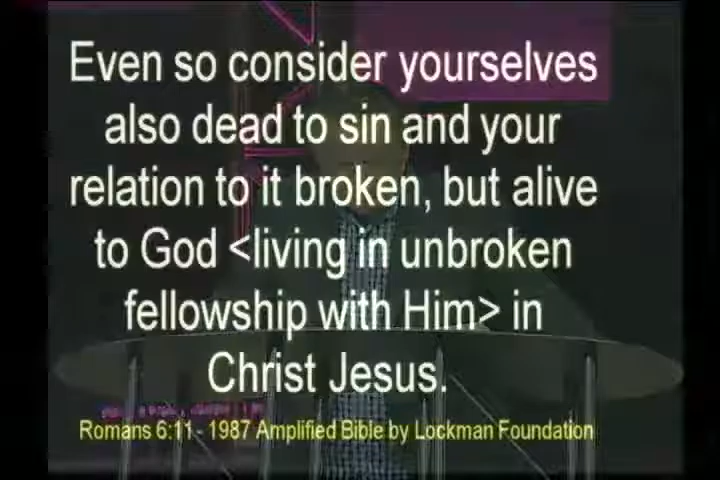 Even so consider yourselves
also dead to sin and your
relation to it broken, but alive
to God <living in unbroken
fellowship with Him> in
Christ Jesus.
Romans 6:11- 1987 Amplified Bible by Lockman Foundation